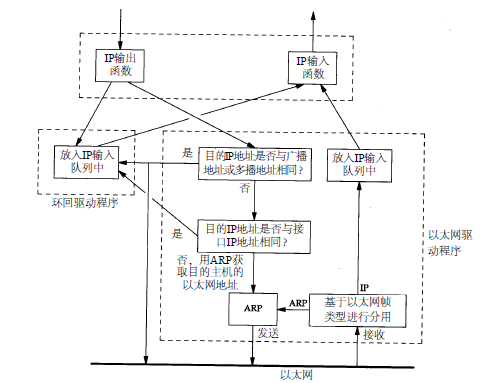 IP输出
函数
IP输入
函数
放入IP输入
队列中
环回驱动程序
是
目的IP地址是否与广播
地址或多播地址相同?
否
放入IP输入
队列中
是
目的IP地址是否与接
口IP地址相同?
以太网驱
动程序
否，用ARP获
取目的主机的
以太网地址
ARP
ARP
IP
基于以太网帧
类型进行分用
发送
接收
以太网